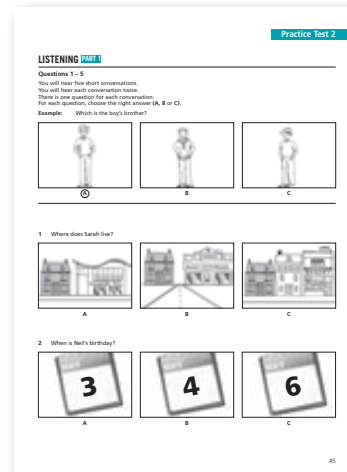 Practice Test 2
LISTENING PART 1
Questions 1 – 5
You will hear five short conversations.
You will hear each conversation twice.
There is one question for each conversation.
For each question, choose the right answer (A, B or C).
Example: Which is the boy's brother?
A B C
1 Where does Sarah live?
A B C
2 When is Neil's birthday?
3 4 6
A B C
45